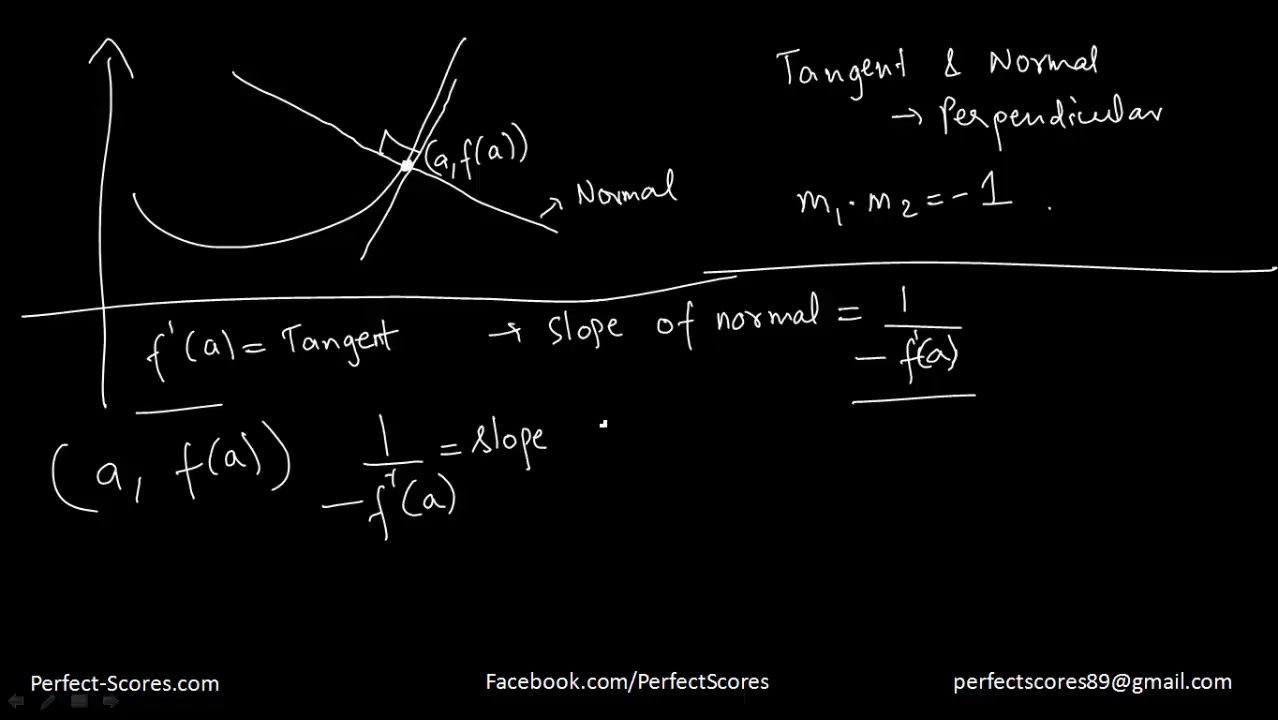 Tangent & Normal
→ Perpendicular
(a, f(a))
→ Normal
m₁ · m₂ = -1
f'(a) = Tangent → slope of normal = 1 / - f'(a)
(a, f(a)) 1 / - f'(a) = slope
Perfect-Scores.com
Facebook.com/PerfectScores
perfectscores89@gmail.com